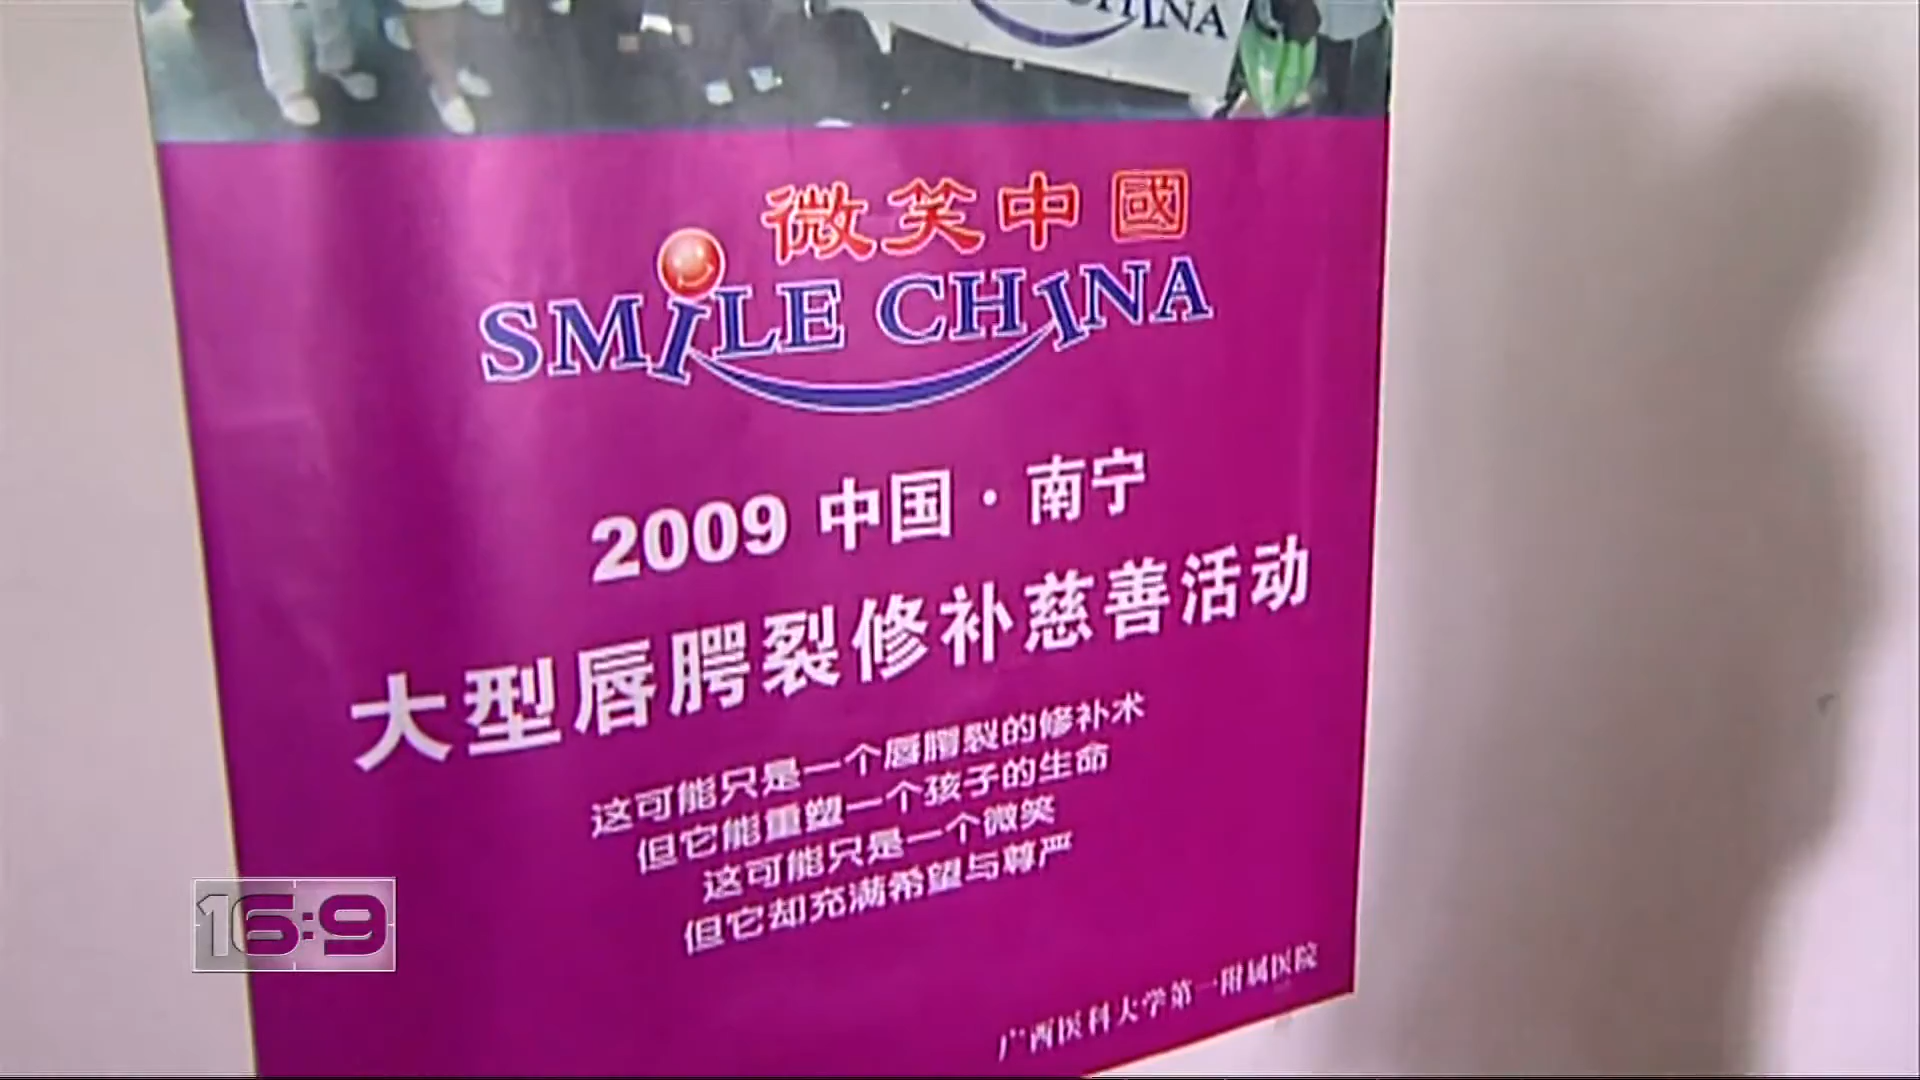 CHINA
微笑中國
SMILE CHINA
2009 中国·南宁
大型唇腭裂修补慈善活动
这可能只是一个唇腭裂的修补术
但它能重塑一个孩子的生命
这可能只是一个微笑
但它却充满希望与尊严
广西医科大学第一附属医院
16:9